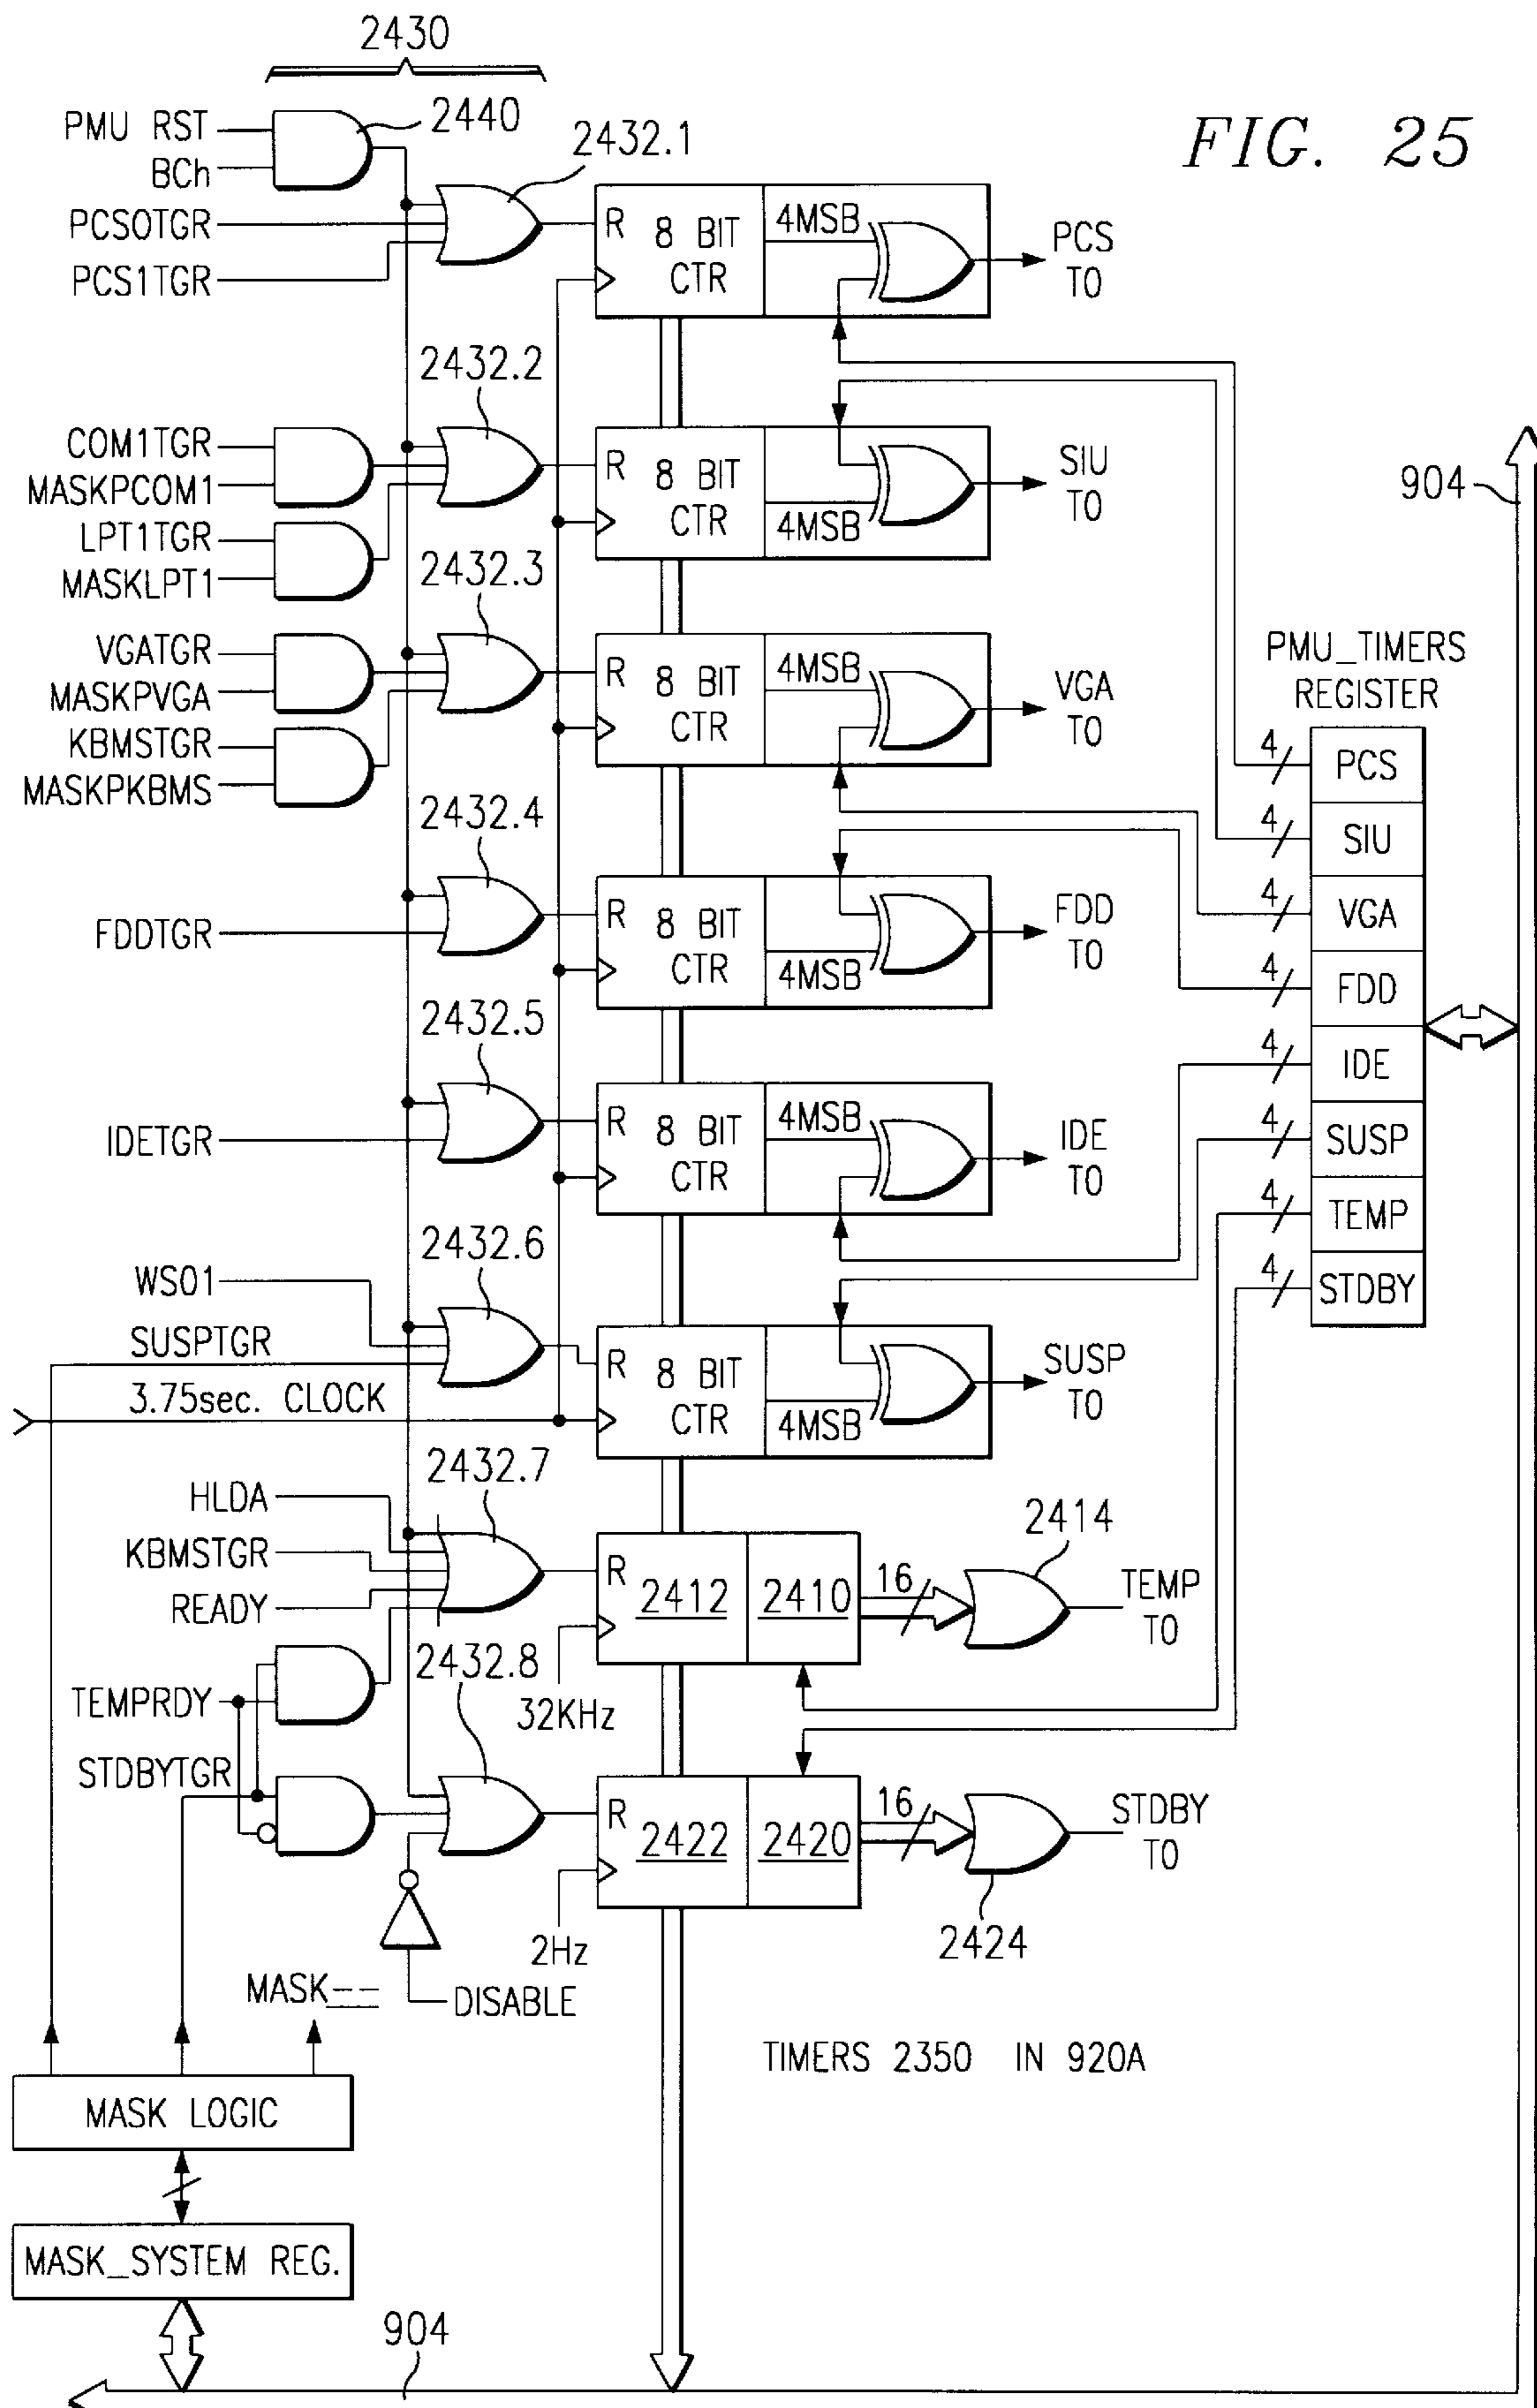 2430
FIG. 25
PMU RST
BCh
2440
2432.1
PCS0TGR
PCS1TGR
R
8 BIT
CTR
4MSB
PCS
TO
2432.2
COM1TGR
MASKPCOM1
LPT1TGR
MASKLPT1
R
8 BIT
CTR
4MSB
SIU
TO
904
2432.3
VGATGR
MASKPVGA
KBMSTGR
MASKPKBMS
R
8 BIT
CTR
4MSB
VGA
TO
PMU_TIMERS
REGISTER
4
PCS
4
SIU
4
VGA
4
FDD
4
IDE
4
SUSP
4
TEMP
4
STDBY
2432.4
FDDTGR
R
8 BIT
CTR
4MSB
FDD
TO
2432.5
IDETGR
R
8 BIT
CTR
4MSB
IDE
TO
2432.6
WS01
SUSPTGR
3.75sec. CLOCK
R
8 BIT
CTR
4MSB
SUSP
TO
2432.7
HLDA
KBMSTGR
READY
R
2412
2410
16
2414
TEMP
TO
32KHz
TEMPRDY
2432.8
STDBYTGR
R
2422
2420
16
STDBY
TO
2424
2Hz
DISABLE
MASK__
TIMERS 2350 IN 920A
MASK LOGIC
MASK_SYSTEM REG.
904